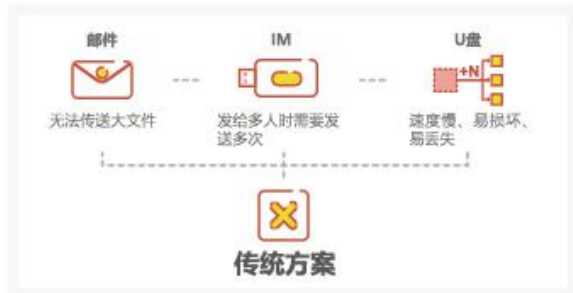 邮件
IM
U盘
+N
无法传送大文件
发给多人时需要发
送多次
速度慢、易损坏、
易丢失
传统方案